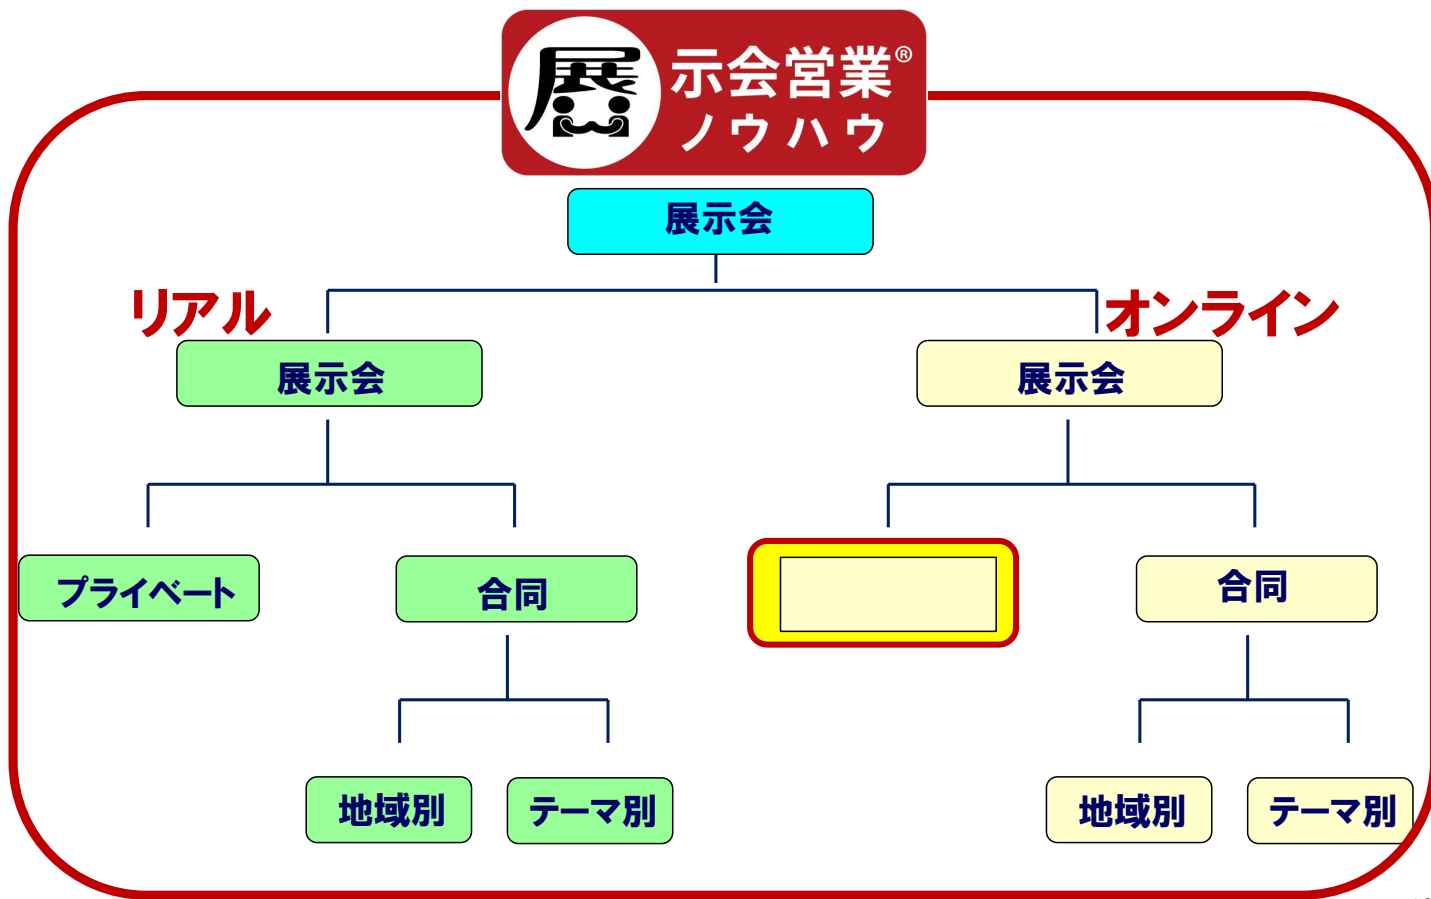 展示会営業®
ノウハウ
展示会
リアル
オンライン
展示会
展示会
プライベート
合同
合同
地域別
テーマ別
地域別
テーマ別